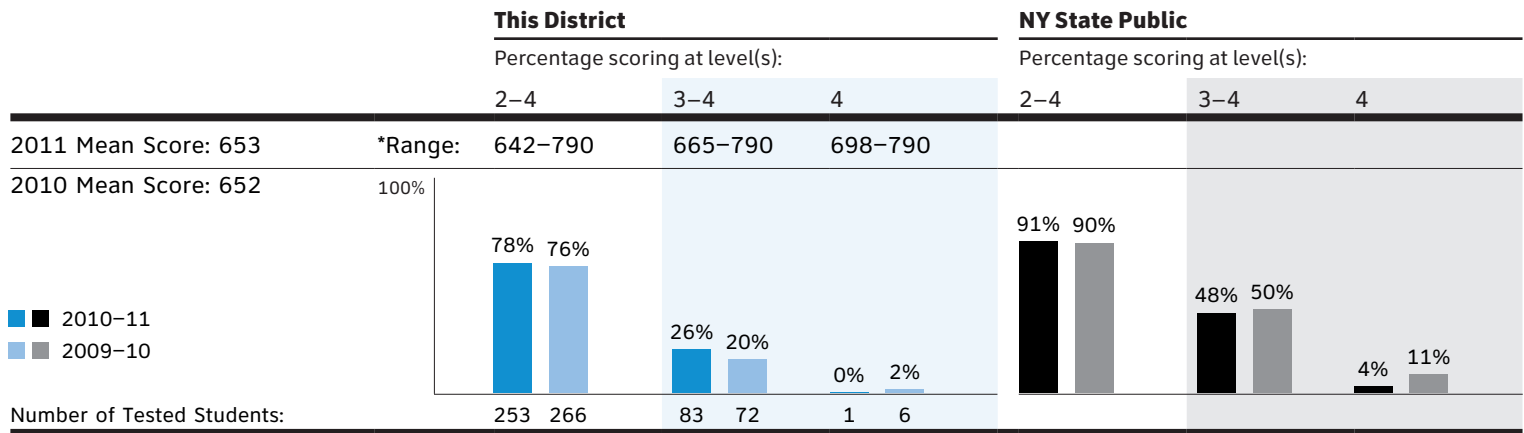 This District NY State Public
Percentage scoring at level(s): Percentage scoring at level(s):
2–4 3–4 4 2–4 3–4 4
2011 Mean Score: 653 *Range: 642–790 665–790 698–790
2010 Mean Score: 652 100%
91% 90%
78% 76%
48% 50%
2010–11
26% 20%
2009–10
0% 2% 4% 11%
Number of Tested Students: 253 266 83 72 1 6